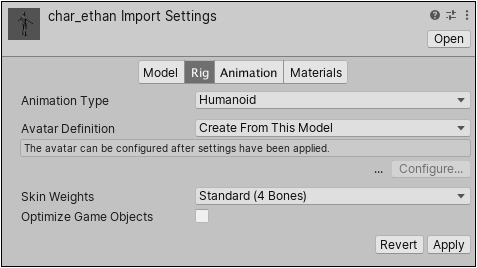 char_ethan Import Settings
Open
Model Rig Animation Materials
Animation Type Humanoid
Avatar Definition Create From This Model
The avatar can be configured after settings have been applied.
... Configure...
Skin Weights Standard (4 Bones)
Optimize Game Objects
Revert Apply